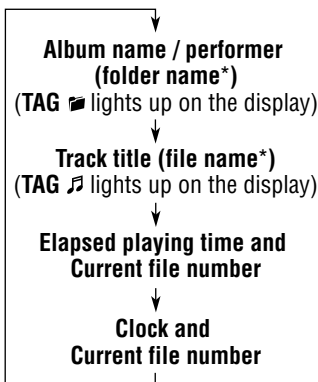 Album name / performer
(folder name*)
(TAG lights up on the display)
Track title (file name*)
(TAG lights up on the display)
Elapsed playing time and
Current file number
Clock and
Current file number